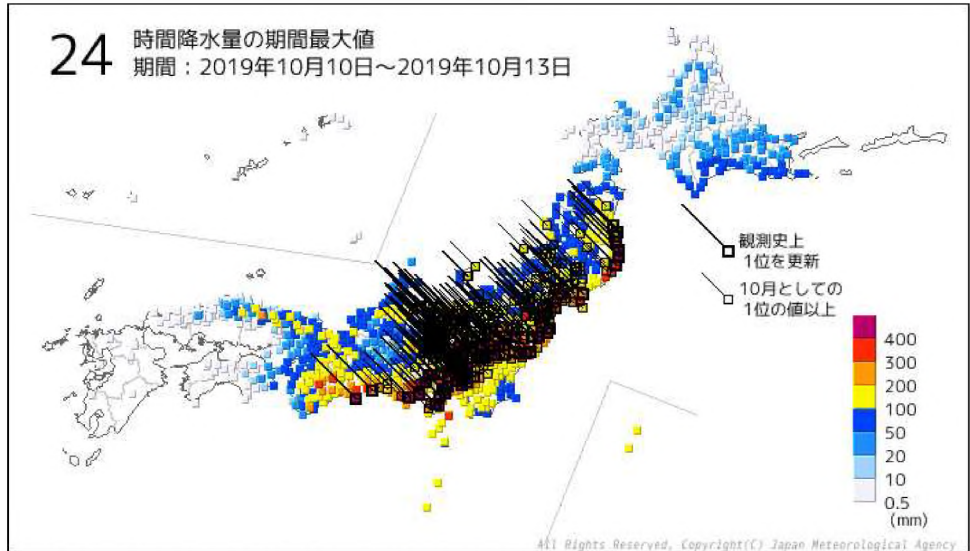 24 時間降水量の期間最大値
期間：2019年10月10日～2019年10月13日
観測史上
1位を更新
10月としての
1位の値以上
400
300
200
100
50
20
10
0.5
(mm)
All Rights Reserved, Copyright(C) Japan Meteorological Agency